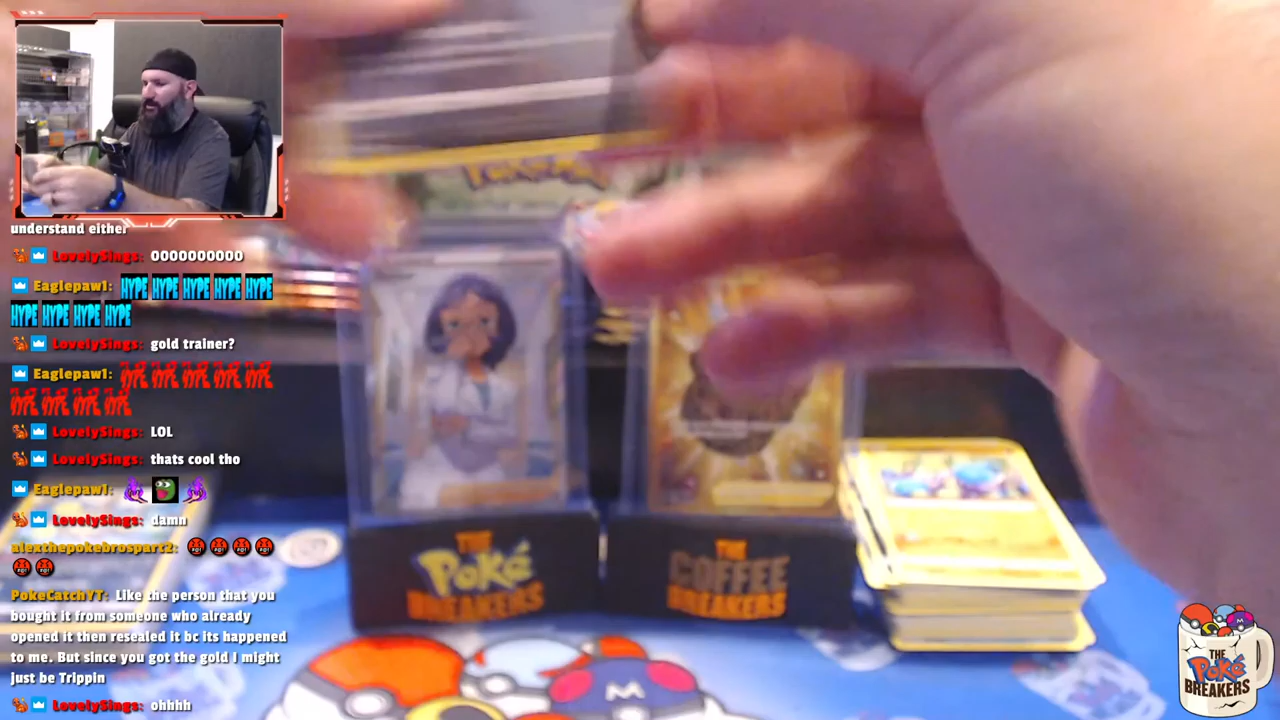 understand either
LovelySings: OOOOOOOOOO
Eaglepaw1: HYPE HYPE HYPE HYPE HYPE
HYPE HYPE HYPE HYPE
LovelySings: gold trainer?
Eaglepaw1:
LovelySings: LOL
LovelySings: thats cool tho
Eaglepaw1:
LovelySings: damn
alexthepokebrospart2:
PokeCatchYT: Like the person that you
bought it from someone who already
opened it then resealed it bc its happened
to me. But since you got the gold I might
just be Trippin
LovelySings: ohhhh
POKéMON
THE
Poké
BREAKERS
THE
COFFEE
BREAKERS
M
THE
Poké
BREAKERS